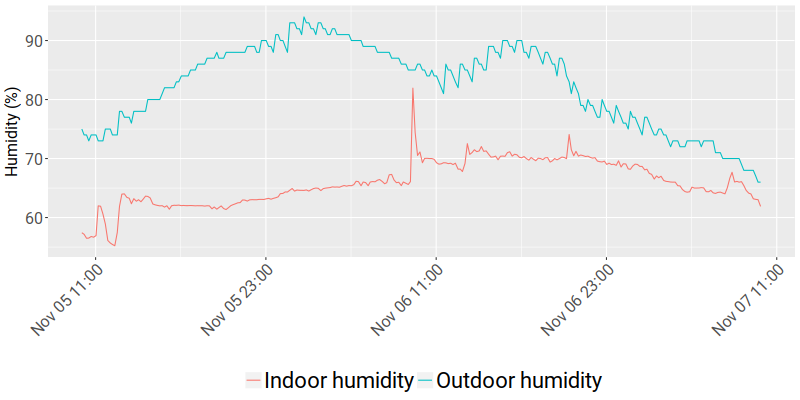 Humidity (%)
90
80
70
60
Nov 05 11:00
Nov 05 23:00
Nov 06 11:00
Nov 06 23:00
Nov 07 11:00
Indoor humidity Outdoor humidity